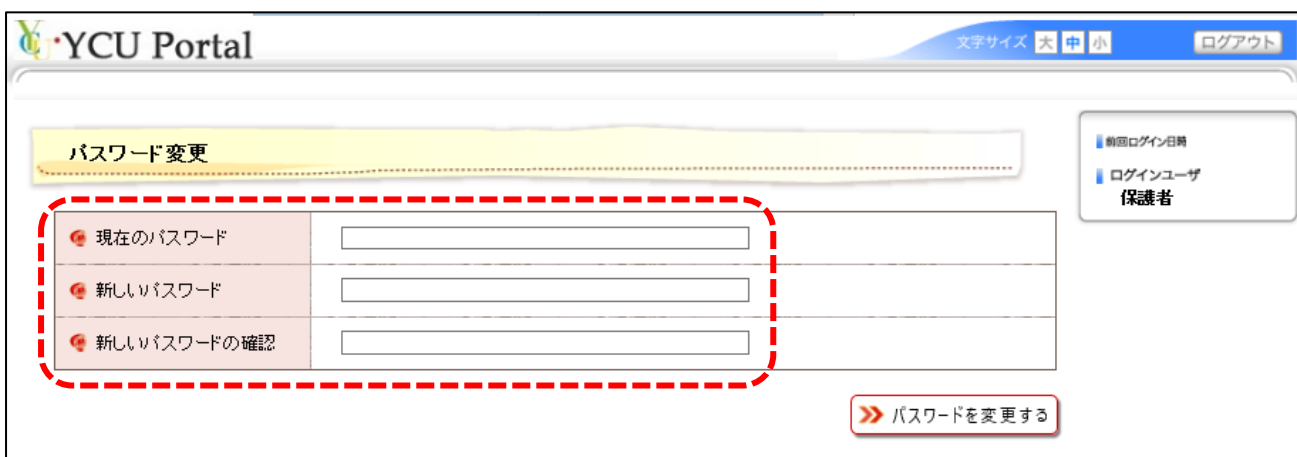 YCU Portal
文字サイズ 大 中 小 ログアウト
パスワード変更
前回ログイン日時
ログインユーザ
保護者
現在のパスワード
新しいパスワード
新しいパスワードの確認
パスワードを変更する